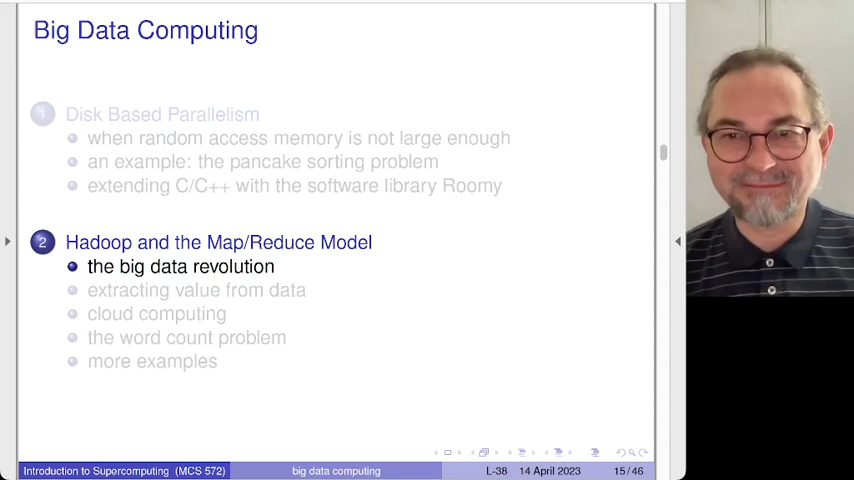 Big Data Computing
1 Disk Based Parallelism
when random access memory is not large enough
an example: the pancake sorting problem
extending C/C++ with the software library Roomy
2 Hadoop and the Map/Reduce Model
the big data revolution
extracting value from data
cloud computing
the word count problem
more examples
Introduction to Supercomputing (MCS 572) big data computing L-38 14 April 2023 15 / 46